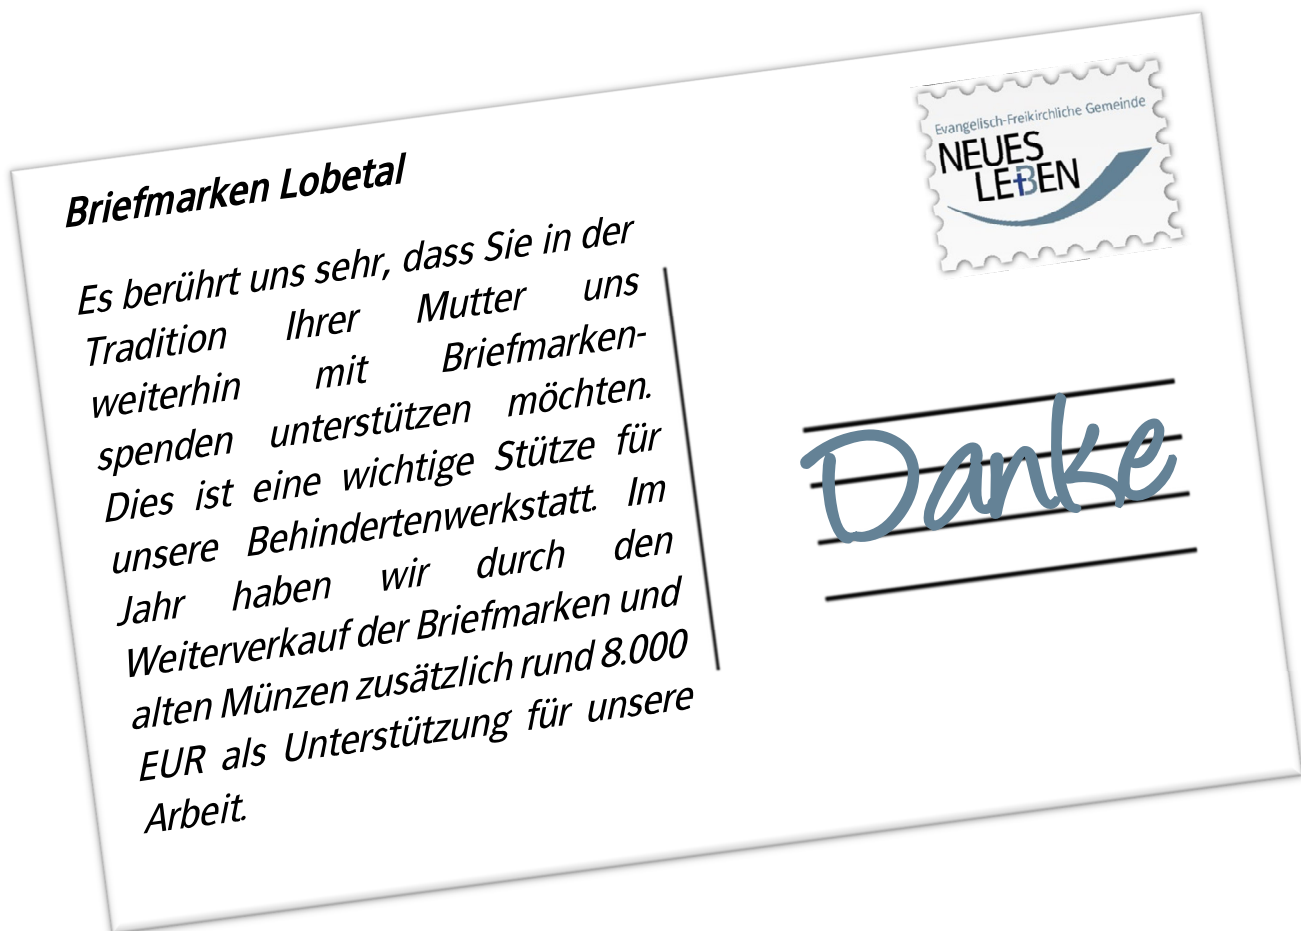 Briefmarken Lobetal
Es berührt uns sehr, dass Sie in der
Tradition Ihrer Mutter uns
weiterhin mit Briefmarken-
spenden unterstützen möchten.
Dies ist eine wichtige Stütze für
unsere Behindertenwerkstatt. Im
Jahr haben wir durch den
Weiterverkauf der Briefmarken und
alten Münzen zusätzlich rund 8.000
EUR als Unterstützung für unsere
Arbeit.
Evangelisch-Freikirchliche Gemeinde
NEUES
LEBEN
Danke